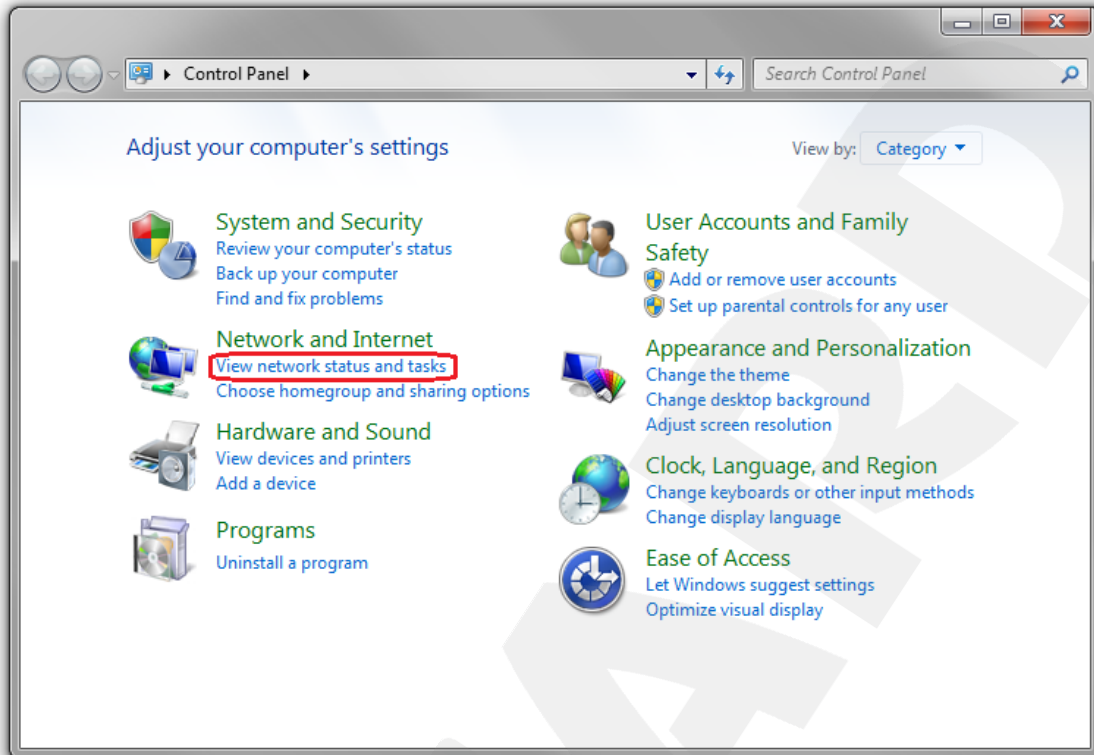 Control Panel
Search Control Panel
Adjust your computer's settings
View by: Category
System and Security
Review your computer's status
Back up your computer
Find and fix problems
Network and Internet
View network status and tasks
Choose homegroup and sharing options
Hardware and Sound
View devices and printers
Add a device
Programs
Uninstall a program
User Accounts and Family
Safety
Add or remove user accounts
Set up parental controls for any user
Appearance and Personalization
Change the theme
Change desktop background
Adjust screen resolution
Clock, Language, and Region
Change keyboards or other input methods
Change display language
Ease of Access
Let Windows suggest settings
Optimize visual display